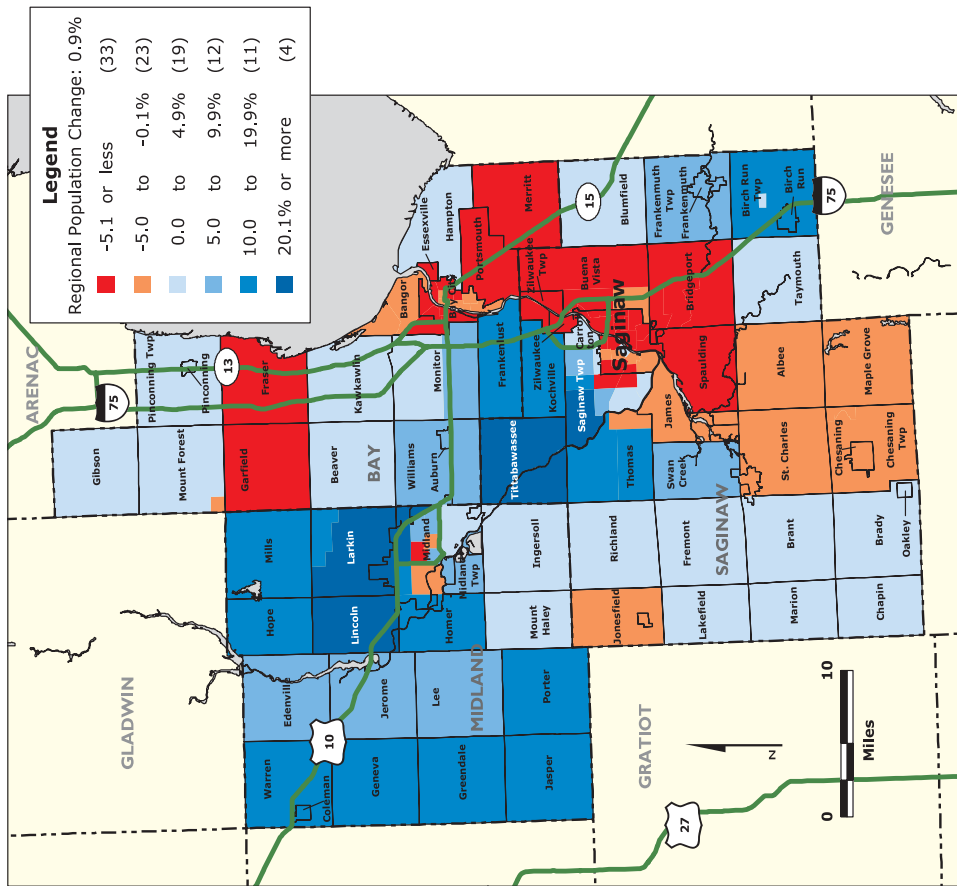 Legend
Regional Population Change: 0.9%
-5.1 or less (33)
-5.0 to -0.1% (23)
0.0 to 4.9% (19)
5.0 to 9.9% (12)
10.0 to 19.9% (11)
20.1% or more (4)
ARENAC
GLADWIN
75
13
Gibson
Pinconning Twp
Pinconning
Mount Forest
Fraser
Garfield
Mills
Hope
Edenville
Warren
Coleman
10
Kawkawlin
Beaver
BAY
Larkin
Lincoln
Jerome
Geneva
Bangor
Essexville
Hampton
Bay City
Monitor
Williams
Auburn
Midland
Midland
Twp
Homer
Lee
MIDLAND
Greendale
Portsmouth
Merritt
Frankenlust
Tittabawassee
Ingersoll
Mount
Haley
Porter
Jasper
15
Zilwaukee
Twp
Buena
Vista
Blumfield
Zilwaukee
Kochville
Carroll
ton
Saginaw
Saginaw Twp
Thomas
Richland
Jonesfield
GRATIOT
Frankenmuth
Twp
Frankenmuth
Bridgeport
Spaulding
James
Swan
Creek
SAGINAW
Fremont
Lakefield
Birch Run
Twp
Birch
Run
75
GENESEE
Taymouth
Albee
St. Charles
Brant
Marion
Maple Grove
Chesaning
Chesaning
Twp
Brady
Oakley
Chapin
N
27
0
10
Miles